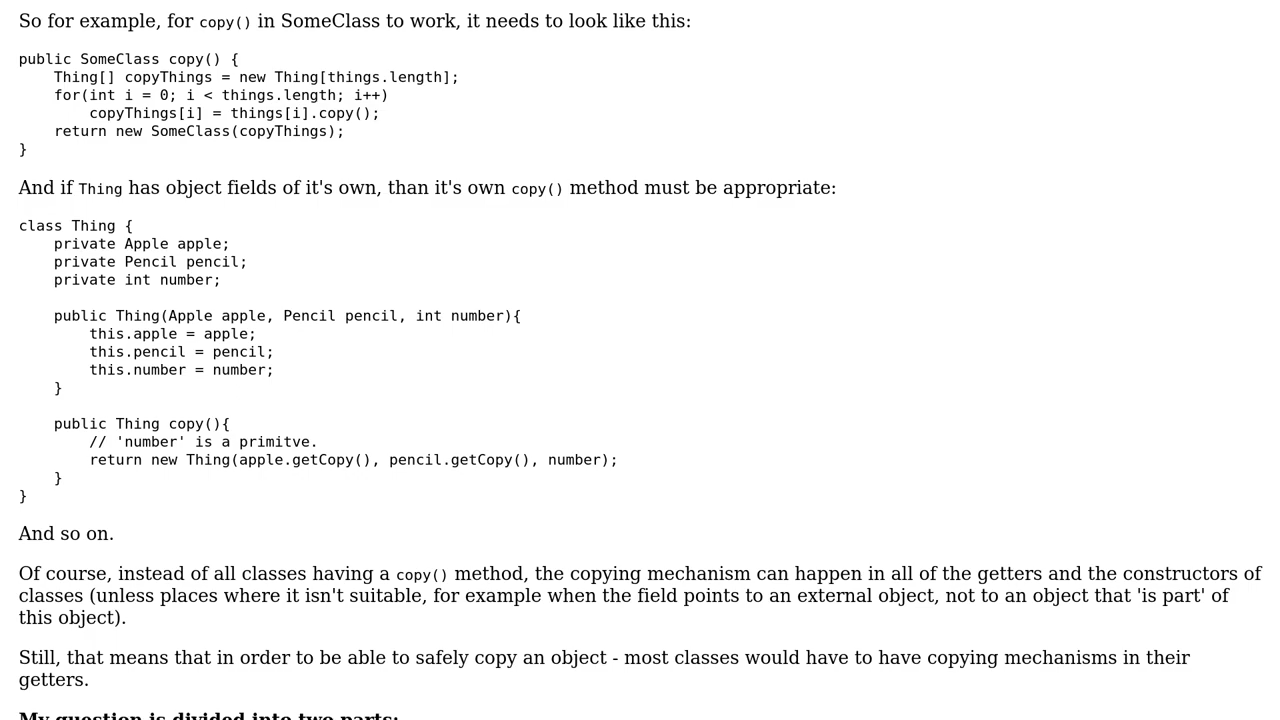 So for example, for copy() in SomeClass to work, it needs to look like this:
public SomeClass copy() {
    Thing[] copyThings = new Thing[things.length];
    for(int i = 0; i < things.length; i++)
        copyThings[i] = things[i].copy();
    return new SomeClass(copyThings);
}
And if Thing has object fields of it's own, than it's own copy() method must be appropriate:
class Thing {
    private Apple apple;
    private Pencil pencil;
    private int number;
    public Thing(Apple apple, Pencil pencil, int number){
        this.apple = apple;
        this.pencil = pencil;
        this.number = number;
    }
    public Thing copy(){
        // 'number' is a primitve.
        return new Thing(apple.getCopy(), pencil.getCopy(), number);
    }
}
And so on.
Of course, instead of all classes having a copy() method, the copying mechanism can happen in all of the getters and the constructors of
classes (unless places where it isn't suitable, for example when the field points to an external object, not to an object that 'is part' of
this object).
Still, that means that in order to be able to safely copy an object - most classes would have to have copying mechanisms in their
getters.
My question is divided into two parts: